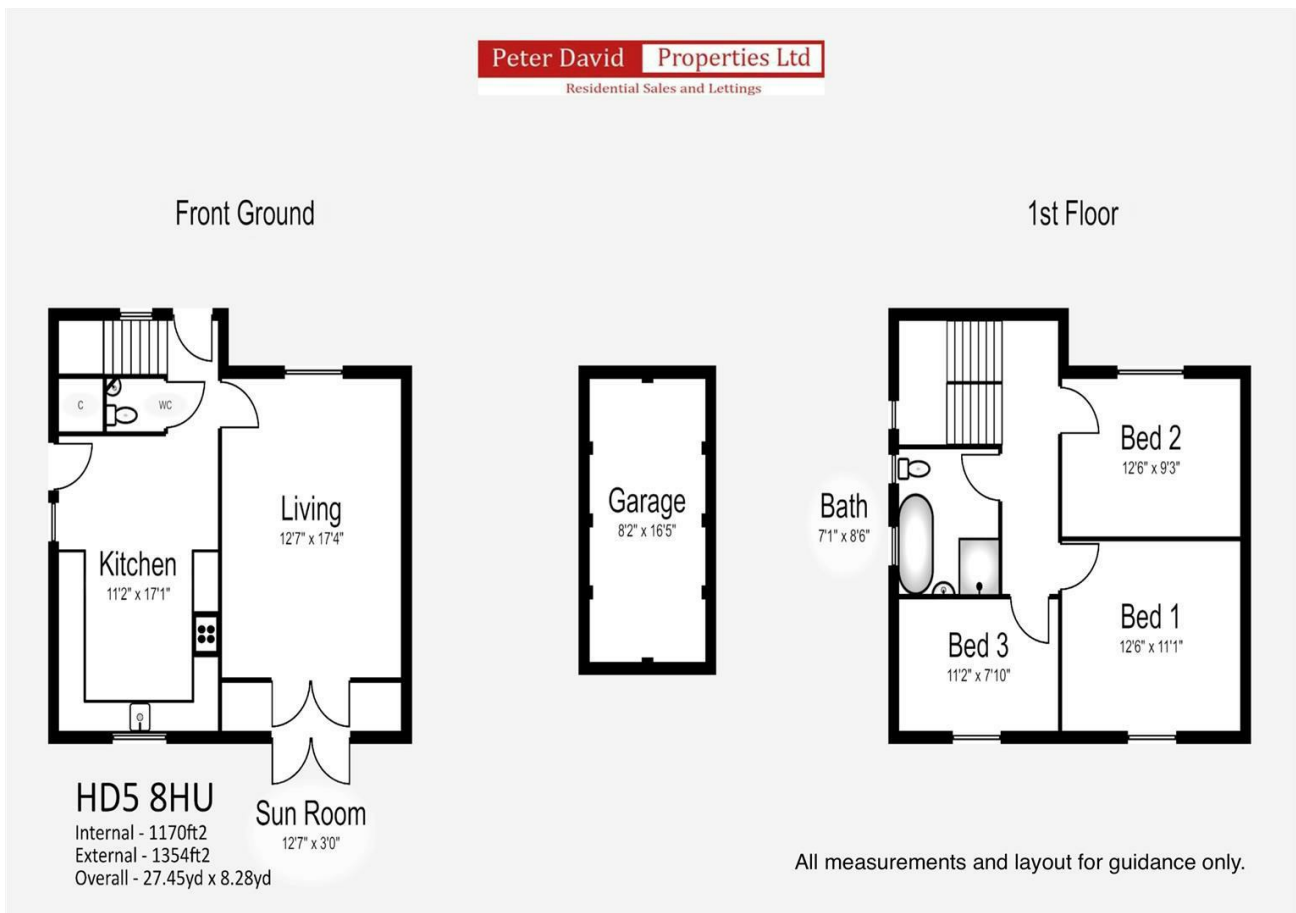 Peter David Properties Ltd
Residential Sales and Lettings
Front Ground
1st Floor
C
WC
Living
12'7" x 17'4"
Kitchen
11'2" x 17'1"
Garage
8'2" x 16'5"
Bath
7'1" x 8'6"
Bed 2
12'6" x 9'3"
Bed 1
12'6" x 11'1"
Bed 3
11'2" x 7'10"
Sun Room
12'7" x 3'0"
HD5 8HU
Internal - 1170ft2
External - 1354ft2
Overall - 27.45yd x 8.28yd
All measurements and layout for guidance only.